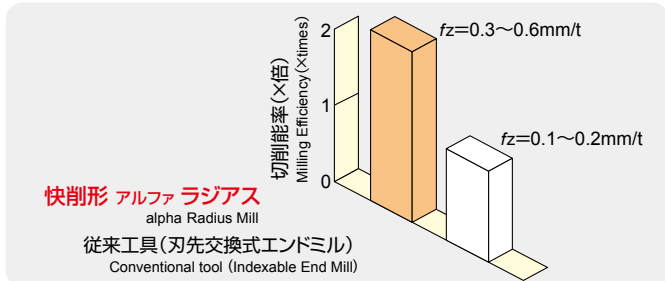 切削能率(×倍)
Milling Efficiency(×times)
2
1
0
fz=0.3～0.6mm/t
fz=0.1～0.2mm/t
快削形 アルファ ラジアス
alpha Radius Mill
従来工具(刃先交換式エンドミル)
Conventional tool (Indexable End Mill)